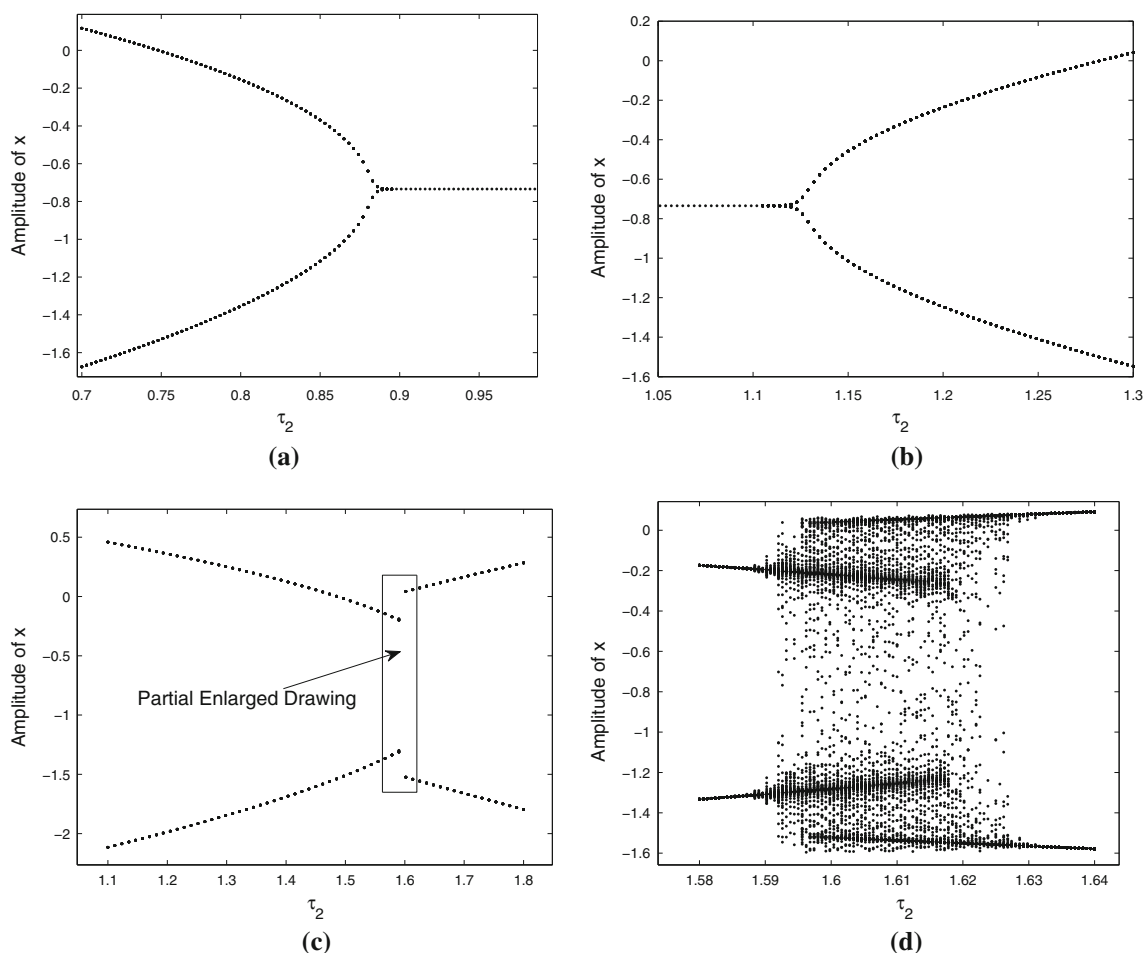 0
−0.2
−0.4
−0.6
−0.8
−1
−1.2
−1.4
−1.6
Amplitude of x
0.7 0.75 0.8 0.85 0.9 0.95
τ2
(a)
0.2
0
−0.2
−0.4
−0.6
−0.8
−1
−1.2
−1.4
−1.6
Amplitude of x
1.05 1.1 1.15 1.2 1.25 1.3
τ2
(b)
0.5
0
−0.5
−1
−1.5
−2
Amplitude of x
Partial Enlarged Drawing
1.1 1.2 1.3 1.4 1.5 1.6 1.7 1.8
τ2
(c)
0
−0.2
−0.4
−0.6
−0.8
−1
−1.2
−1.4
−1.6
Amplitude of x
1.58 1.59 1.6 1.61 1.62 1.63 1.64
τ2
(d)